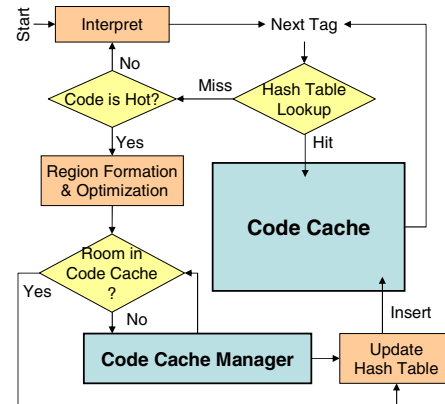 Start
Interpret
Next Tag
No
Miss
Code is Hot?
Hash Table
Lookup
Yes
Hit
Region Formation
& Optimization
Code Cache
Room in
Code Cache
?
Yes
No
Insert
Code Cache Manager
Update
Hash Table